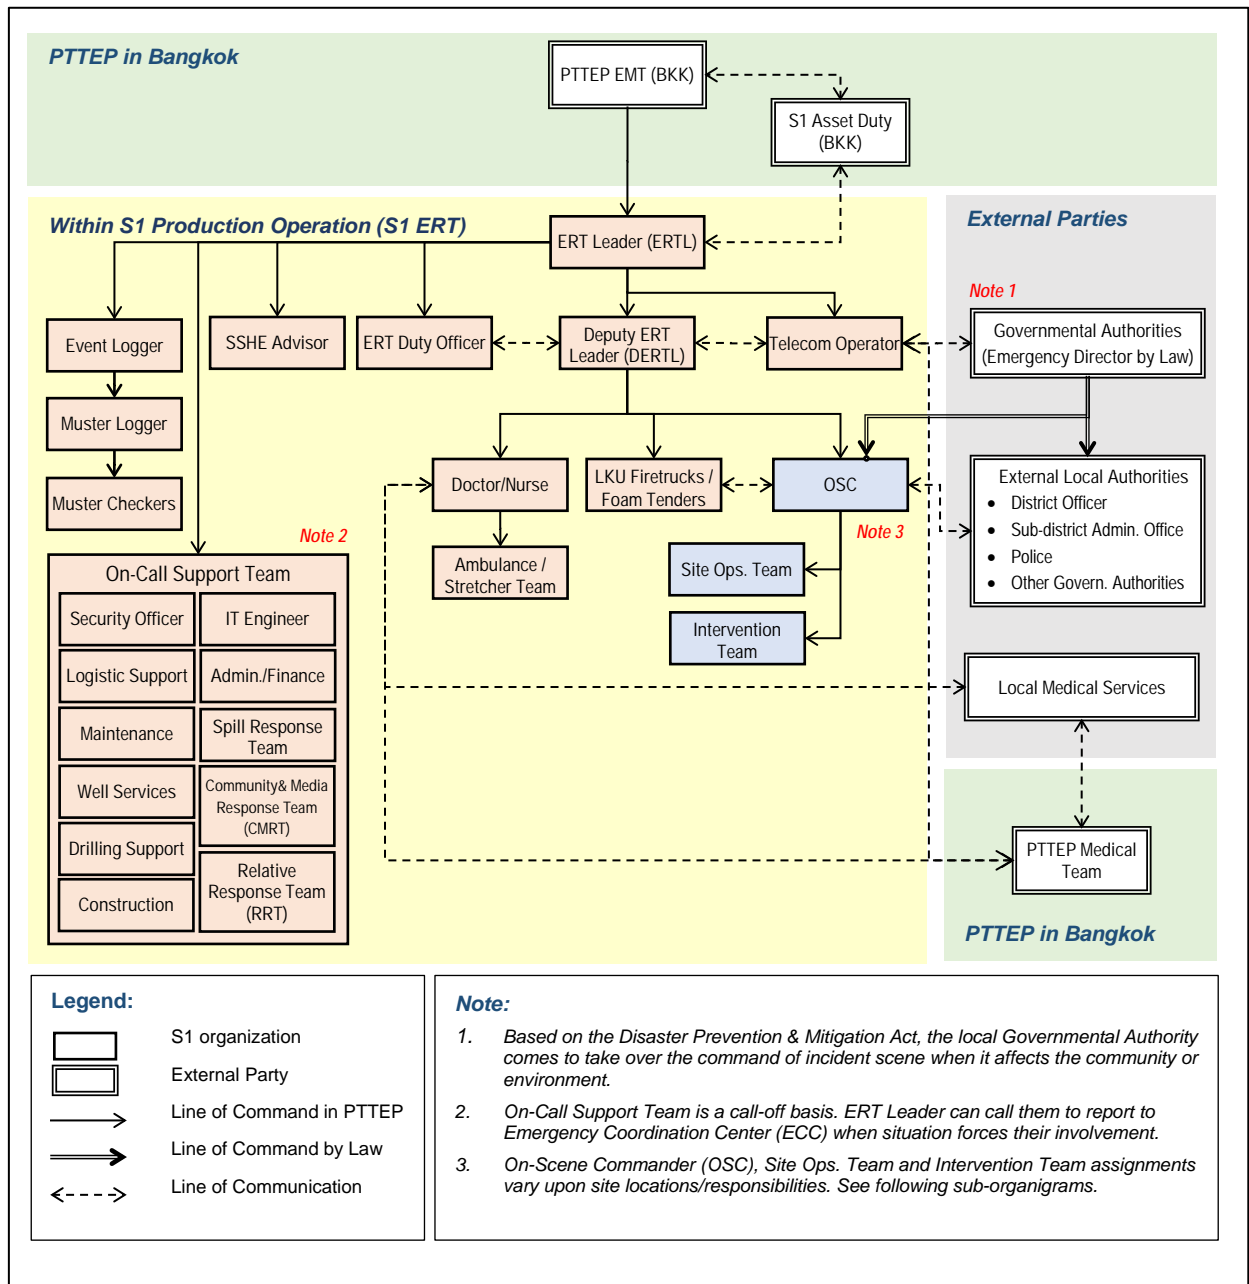 PTTEP in Bangkok
PTTEP EMT (BKK)
S1 Asset Duty
(BKK)
Within S1 Production Operation (S1 ERT)
ERT Leader (ERTL)
External Parties
Note 1
Event Logger
SSHE Advisor
ERT Duty Officer
Deputy ERT
Leader (DERTL)
Telecom Operator
Governmental Authorities
(Emergency Director by Law)
Muster Logger
Muster Checkers
Doctor/Nurse
LKU Firetrucks /
Foam Tenders
OSC
External Local Authorities
• District Officer
• Sub-district Admin. Office
• Police
• Other Govern. Authorities
Note 2
Note 3
Ambulance /
Stretcher Team
Site Ops. Team
Intervention
Team
On-Call Support Team
Security Officer
IT Engineer
Logistic Support
Admin./Finance
Maintenance
Spill Response
Team
Well Services
Community& Media
Response Team
(CMRT)
Drilling Support
Relative
Response Team
(RRT)
Construction
Local Medical Services
PTTEP Medical
Team
PTTEP in Bangkok
Legend:
S1 organization
External Party
Line of Command in PTTEP
Line of Command by Law
Line of Communication
Note:
1. Based on the Disaster Prevention & Mitigation Act, the local Governmental Authority
comes to take over the command of incident scene when it affects the community or
environment.
2. On-Call Support Team is a call-off basis. ERT Leader can call them to report to
Emergency Coordination Center (ECC) when situation forces their involvement.
3. On-Scene Commander (OSC), Site Ops. Team and Intervention Team assignments
vary upon site locations/responsibilities. See following sub-organigrams.